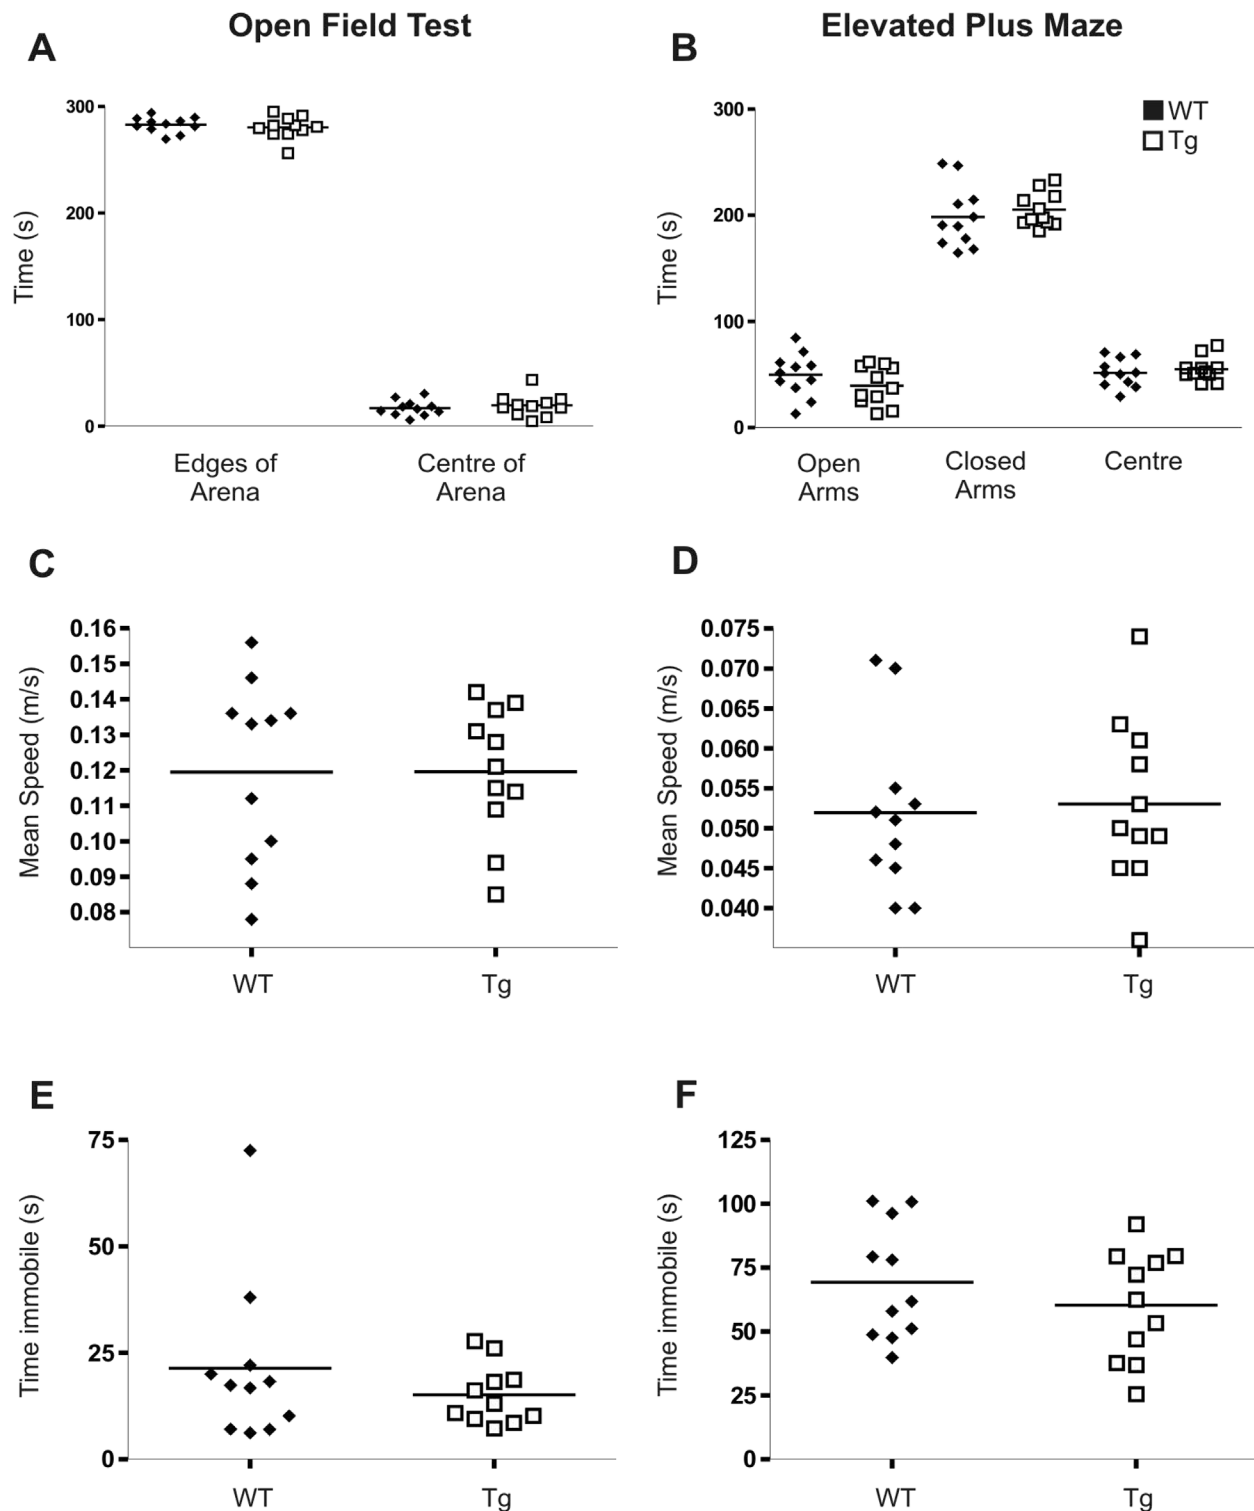 Open Field Test
Elevated Plus Maze
A
B
300
200
100
0
Time (s)
Edges of
Arena
Centre of
Arena
300
200
100
0
Time (s)
WT
Tg
Open
Arms
Closed
Arms
Centre
C
D
0.16
0.15
0.14
0.13
0.12
0.11
0.10
0.09
0.08
Mean Speed (m/s)
WT
Tg
0.075
0.070
0.065
0.060
0.055
0.050
0.045
0.040
Mean Speed (m/s)
WT
Tg
E
F
75
50
25
0
Time immobile (s)
WT
Tg
125
100
75
50
25
0
Time immobile (s)
WT
Tg